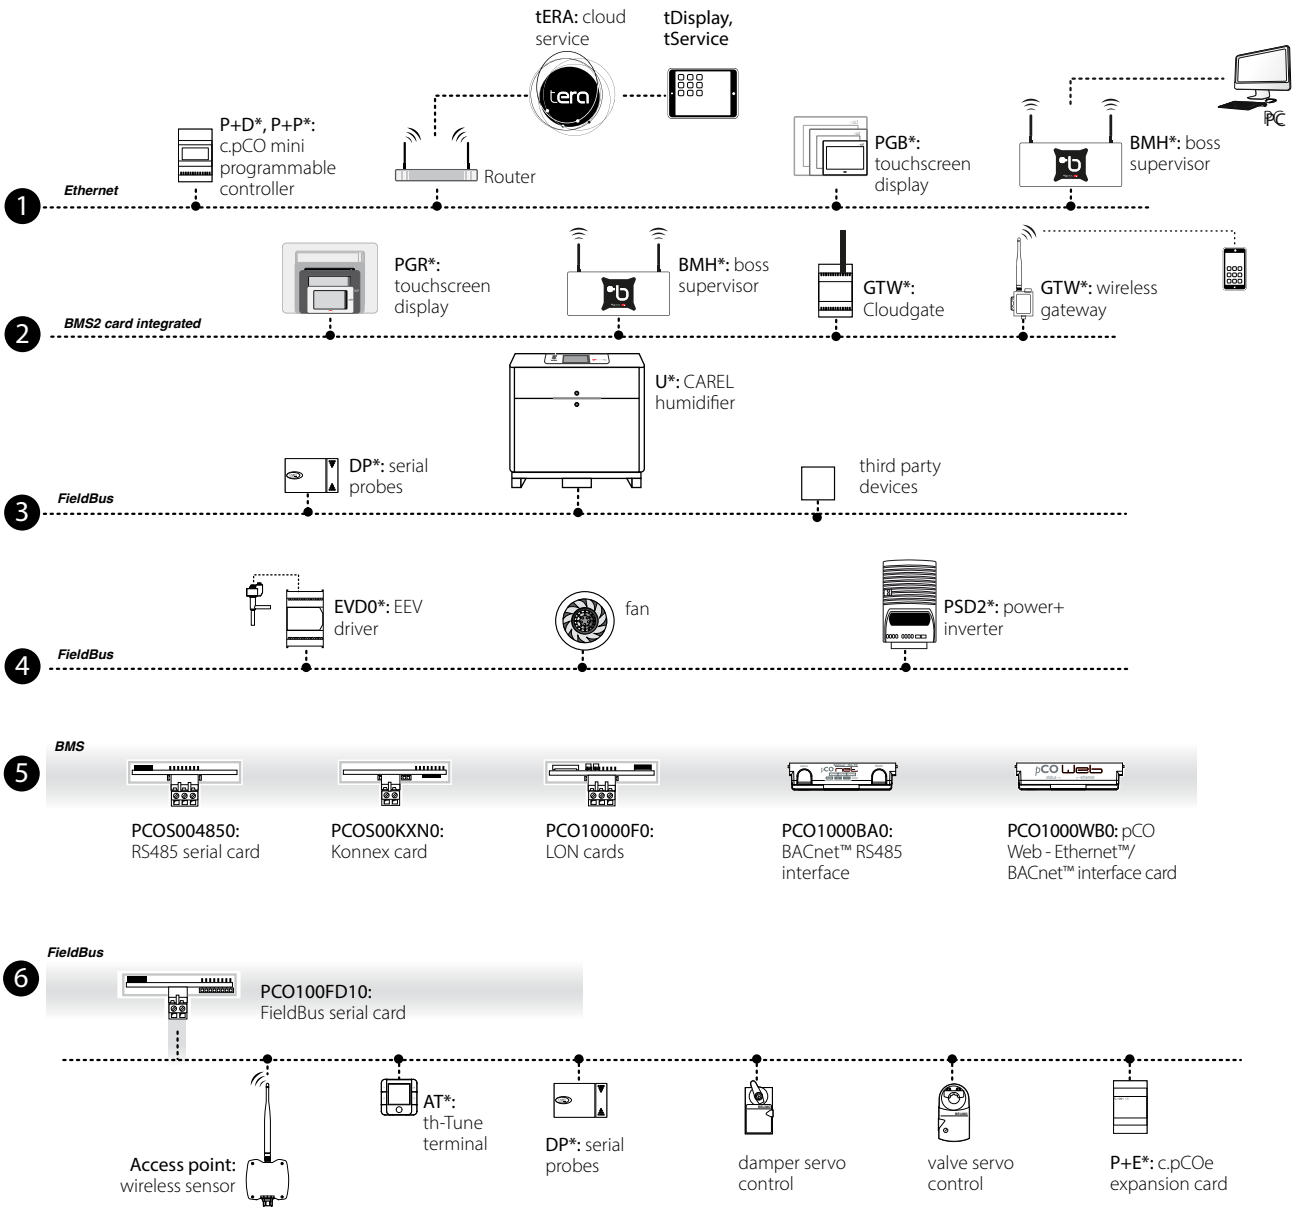 tERA: cloud
service
tDisplay,
tService
tera
P+D*, P+P*:
c.pCO mini
programmable
controller
Router
PGB*:
touchscreen
display
BMH*: boss
supervisor
PC
b
1
Ethernet
PGR*:
touchscreen
display
BMH*: boss
supervisor
b
GTW*:
Cloudgate
GTW*: wireless
gateway
2
BMS2 card integrated
U*: CAREL
humidifier
DP*: serial
probes
third party
devices
3
FieldBus
EVD0*: EEV
driver
fan
PSD2*: power+
inverter
4
FieldBus
5
BMS
pCO net
pCO Web
PCOS004850:
RS485 serial card
PCOS00KXN0:
Konnex card
PCO10000F0:
LON cards
PCO1000BA0:
BACnet™ RS485
interface
PCO1000WB0: pCO
Web - Ethernet™/
BACnet™ interface card
6
FieldBus
PCO100FD10:
FieldBus serial card
Access point:
wireless sensor
AT*:
th-Tune
terminal
DP*: serial
probes
damper servo
control
valve servo
control
P+E*: c.pCOe
expansion card